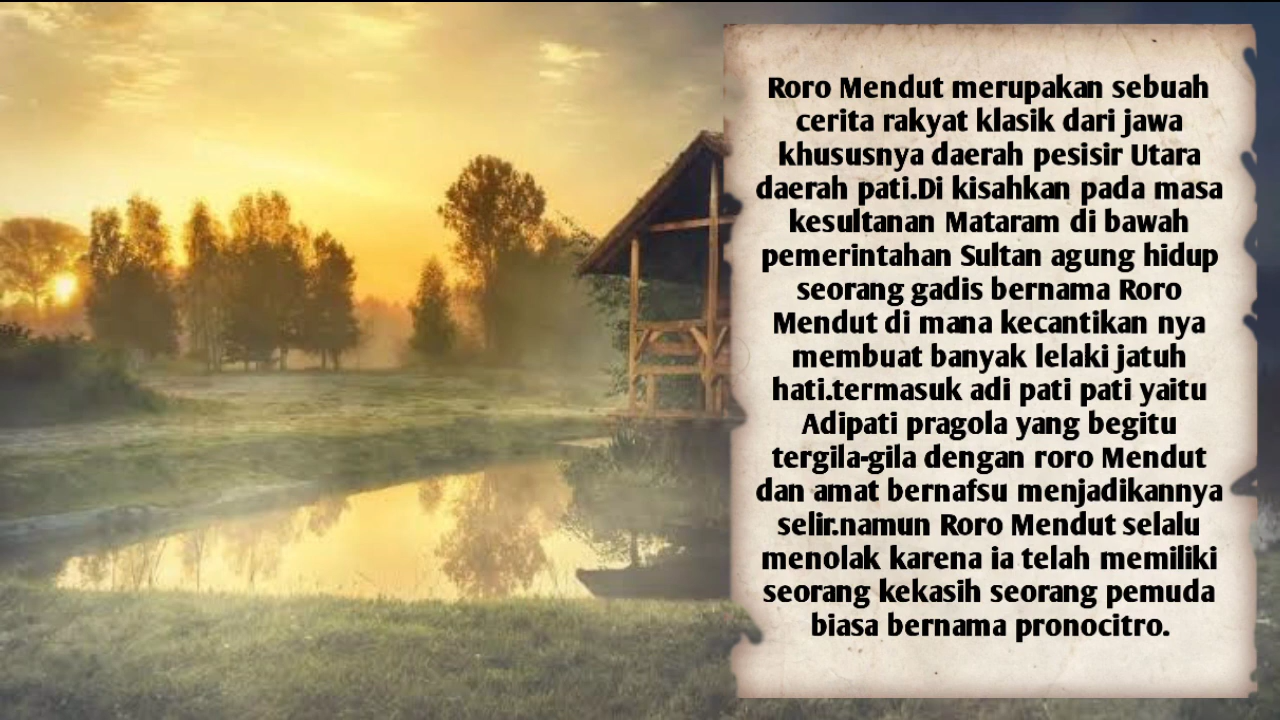 Roro Mendut merupakan sebuah
cerita rakyat klasik dari jawa
khususnya daerah pesisir Utara
daerah pati.Di kisahkan pada masa
kesultanan Mataram di bawah
pemerintahan Sultan agung hidup
seorang gadis bernama Roro
Mendut di mana kecantikan nya
membuat banyak lelaki jatuh
hati.termasuk adi pati pati yaitu
Adipati pragola yang begitu
tergila-gila dengan roro Mendut
dan amat bernafsu menjadikannya
selir.namun Roro Mendut selalu
menolak karena ia telah memiliki
seorang kekasih seorang pemuda
biasa bernama pronocitro.